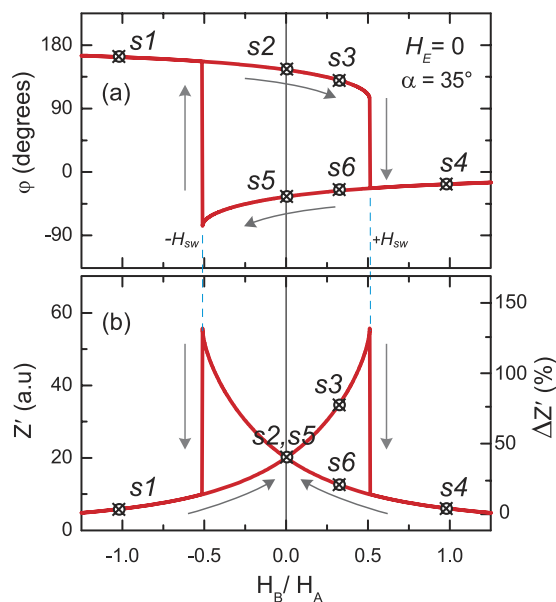 180
90
0
-90
φ (degrees)
(a)
s1
s2
s3
H_E = 0
α = 35°
s5
s6
s4
-H_sw
+H_sw
60
40
20
0
Z' (a.u)
(b)
150
100
50
0
ΔZ' (%)
s3
s2,s5
s1
s6
s4
-1.0
-0.5
0.0
0.5
1.0
H_B / H_A